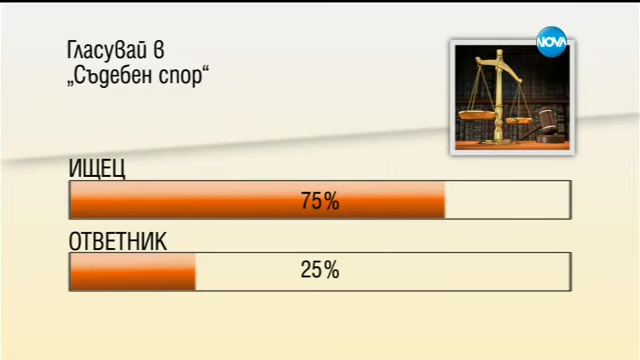 Гласувай в
„Съдебен спор“
NOVA
ИЩЕЦ
75%
ОТВЕТНИК
25%